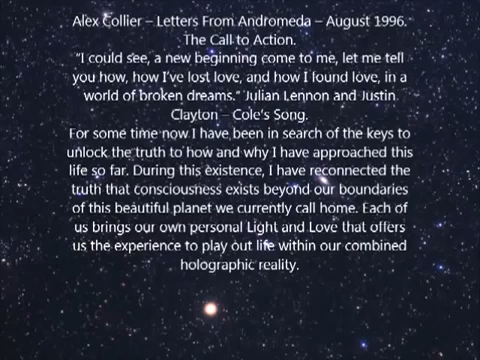 Alex Collier – Letters From Andromeda – August 1996.
The Call to Action.
“I could see, a new beginning come to me, let me tell
you how, how I’ve lost love, and how I found love, in a
world of broken dreams.” Julian Lennon and Justin
Clayton – Cole's Song.
For some time now I have been in search of the keys to
unlock the truth to how and why I have approached this
life so far. During this existence, I have reconnected the
truth that consciousness exists beyond our boundaries
of this beautiful planet we currently call home. Each of
us brings our own personal Light and Love that offers
us the experience to play out life within our combined
holographic reality.